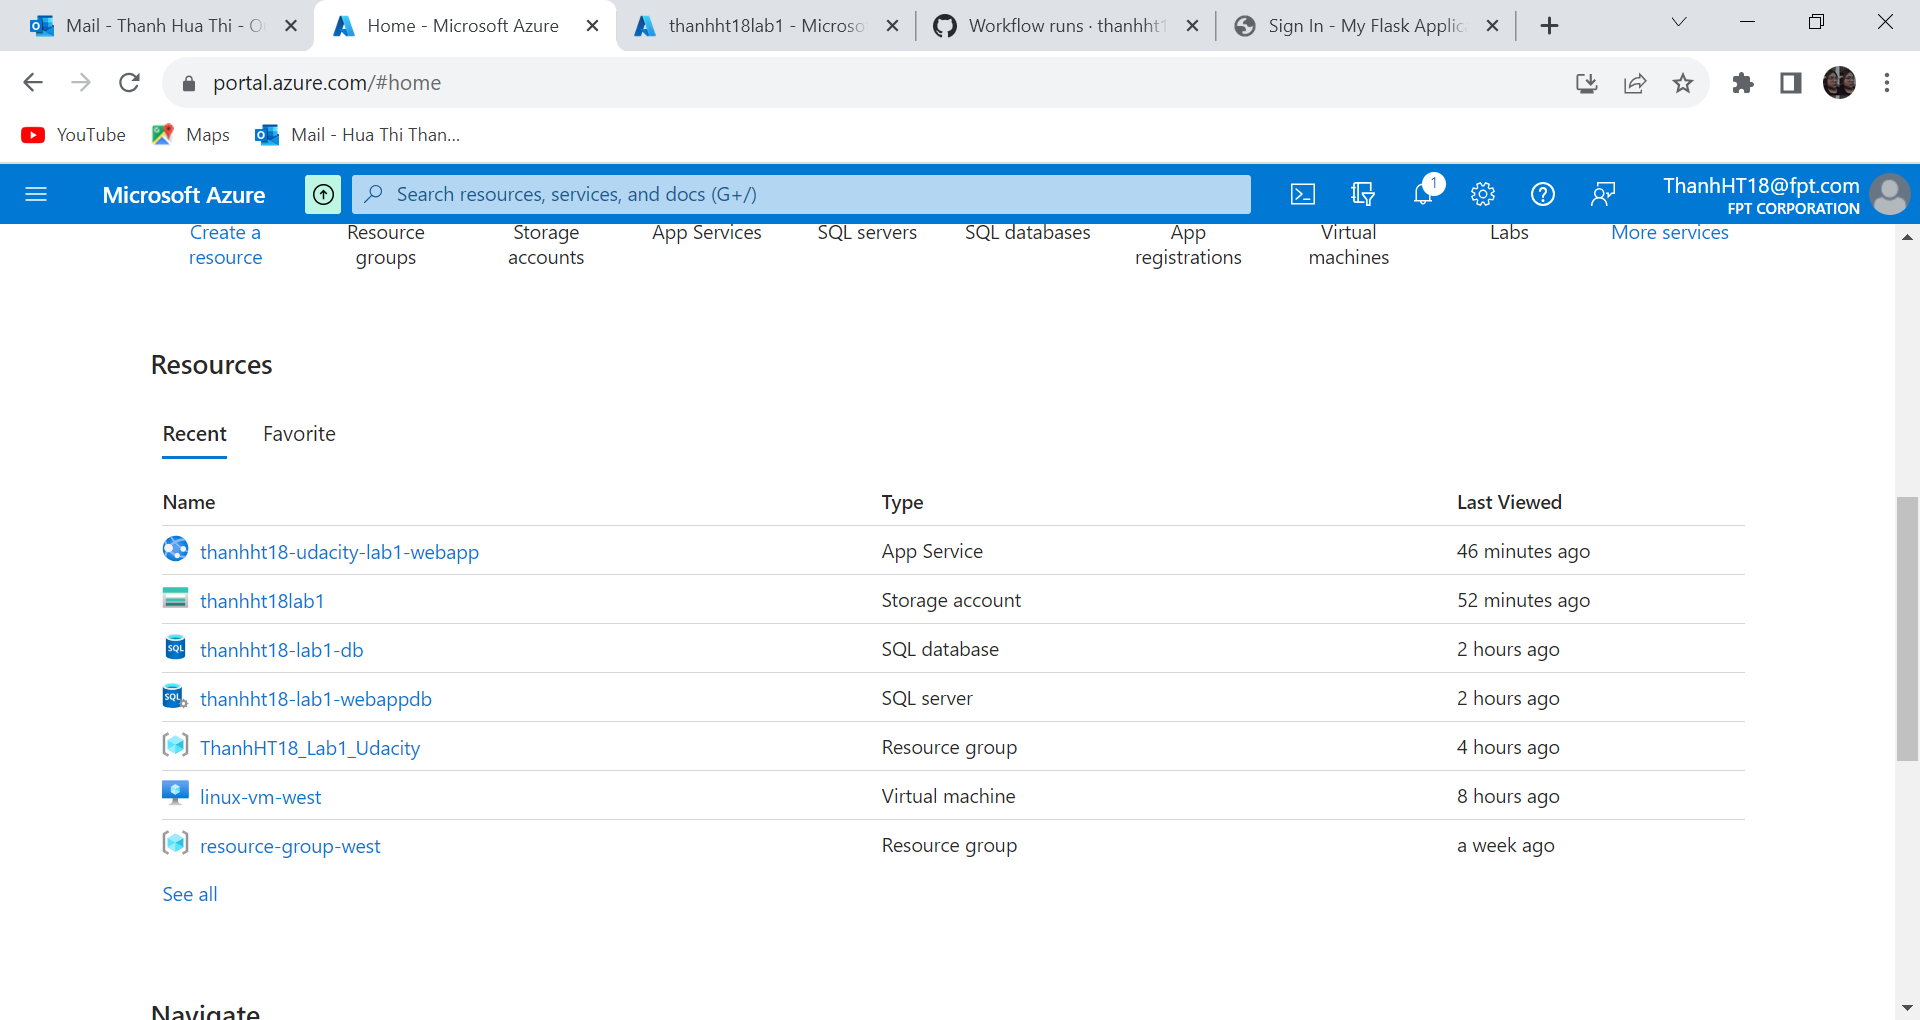 Mail - Thanh Hua Thi - O
Home - Microsoft Azure
thanhht18lab1 - Microso
Workflow runs · thanhht1
Sign In - My Flask Applic
portal.azure.com/#home
YouTube
Maps
Mail - Hua Thi Than...
Microsoft Azure
Search resources, services, and docs (G+/)
1
ThanhHT18@fpt.com
FPT CORPORATION
Create a
resource
Resource
groups
Storage
accounts
App Services
SQL servers
SQL databases
App
registrations
Virtual
machines
Labs
More services
Resources
Recent
Favorite
Name Type Last Viewed
thanhht18-udacity-lab1-webapp App Service 46 minutes ago
thanhht18lab1 Storage account 52 minutes ago
SQL thanhht18-lab1-db SQL database 2 hours ago
SQL thanhht18-lab1-webappdb SQL server 2 hours ago
ThanhHT18_Lab1_Udacity Resource group 4 hours ago
linux-vm-west Virtual machine 8 hours ago
resource-group-west Resource group a week ago
See all
Navigate